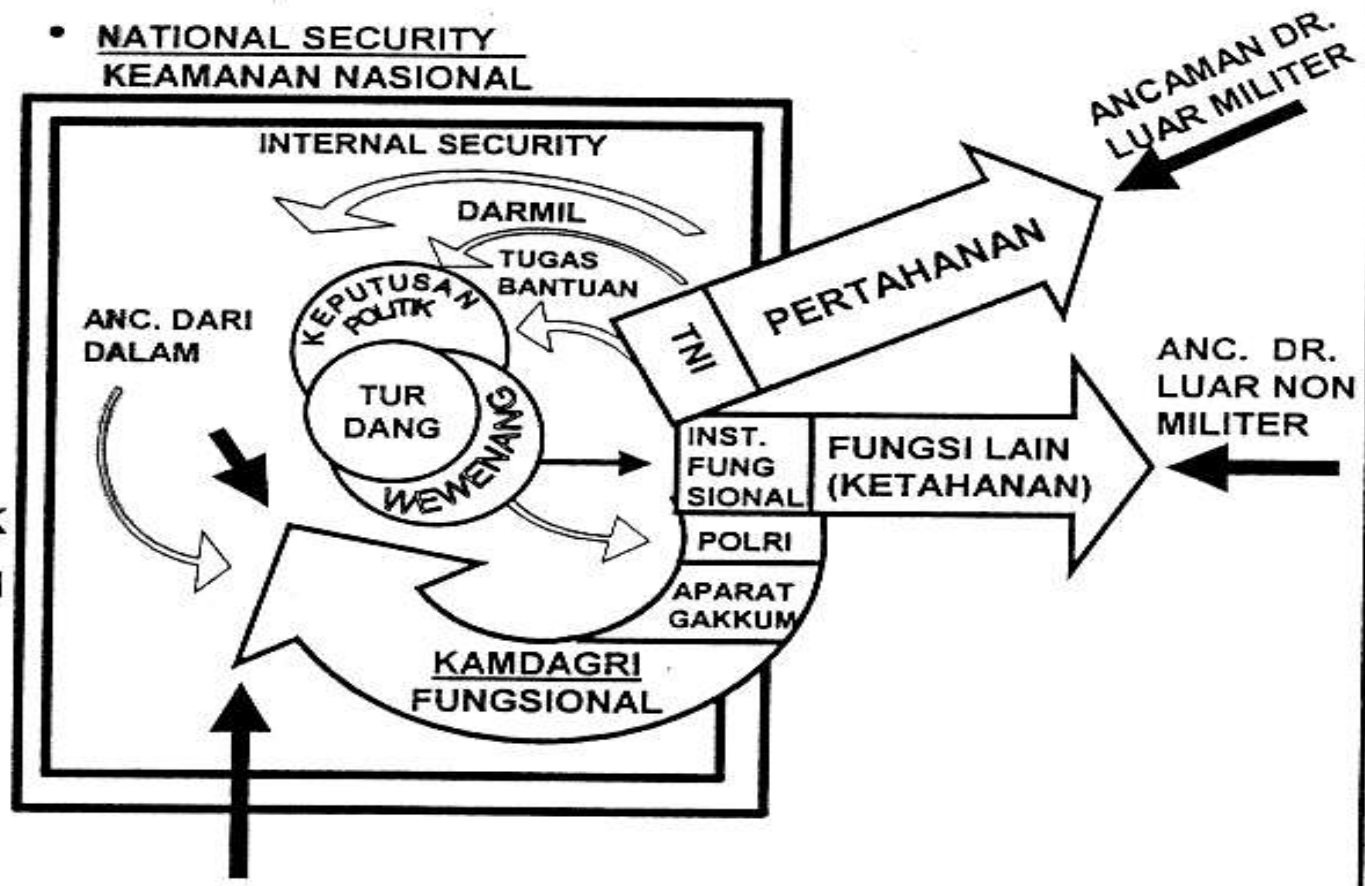 • NATIONAL SECURITY
KEAMANAN NASIONAL
INTERNAL SECURITY
DARMIL
TUGAS
BANTUAN
KEPUTUSAN
POLITIK
TUR
DANG
WEWENANG
ANC. DARI
DALAM
TNI
PERTAHANAN
ANCAMAN DR.
LUAR MILITER
INST.
FUNG
SIONAL
FUNGSI LAIN
(KETAHANAN)
ANC. DR.
LUAR NON
MILITER
POLRI
APARAT
GAKKUM
KAMDAGRI
FUNGSIONAL